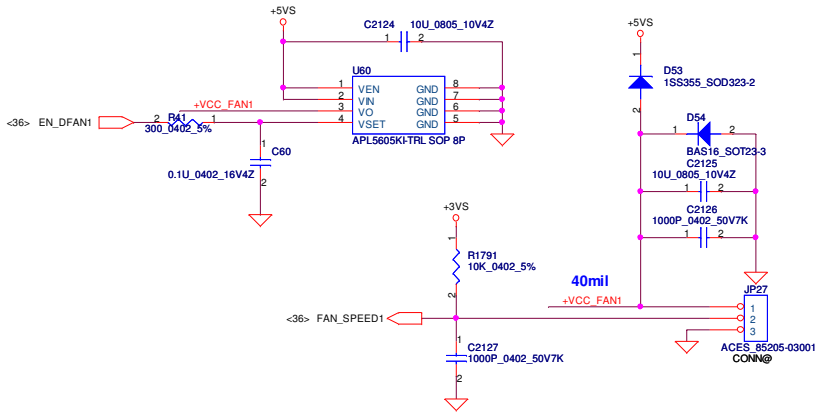 +5VS
C2124 10U_0805_10V4Z
1 2
U60
1 VEN GND 8
2 VIN GND 7
3 VO GND 6
4 VSET GND 5
APL5605KI-TRL SOP 8P
+VCC_FAN1
<36> EN_DFAN1
2 R41 1
300_0402_5%
1
C60
0.1U_0402_16V4Z
2
+5VS
1
D53
1SS355_SOD323-2
2
D54
1 2
BAS16_SOT23-3
C2125
10U_0805_10V4Z
1 2
C2126
1000P_0402_50V7K
1 2
+3VS
1
R1791
10K_0402_5%
2
40mil
+VCC_FAN1
<36> FAN_SPEED1
1
C2127
1000P_0402_50V7K
2
JP27
1
2
3
ACES_85205-03001
CONN@